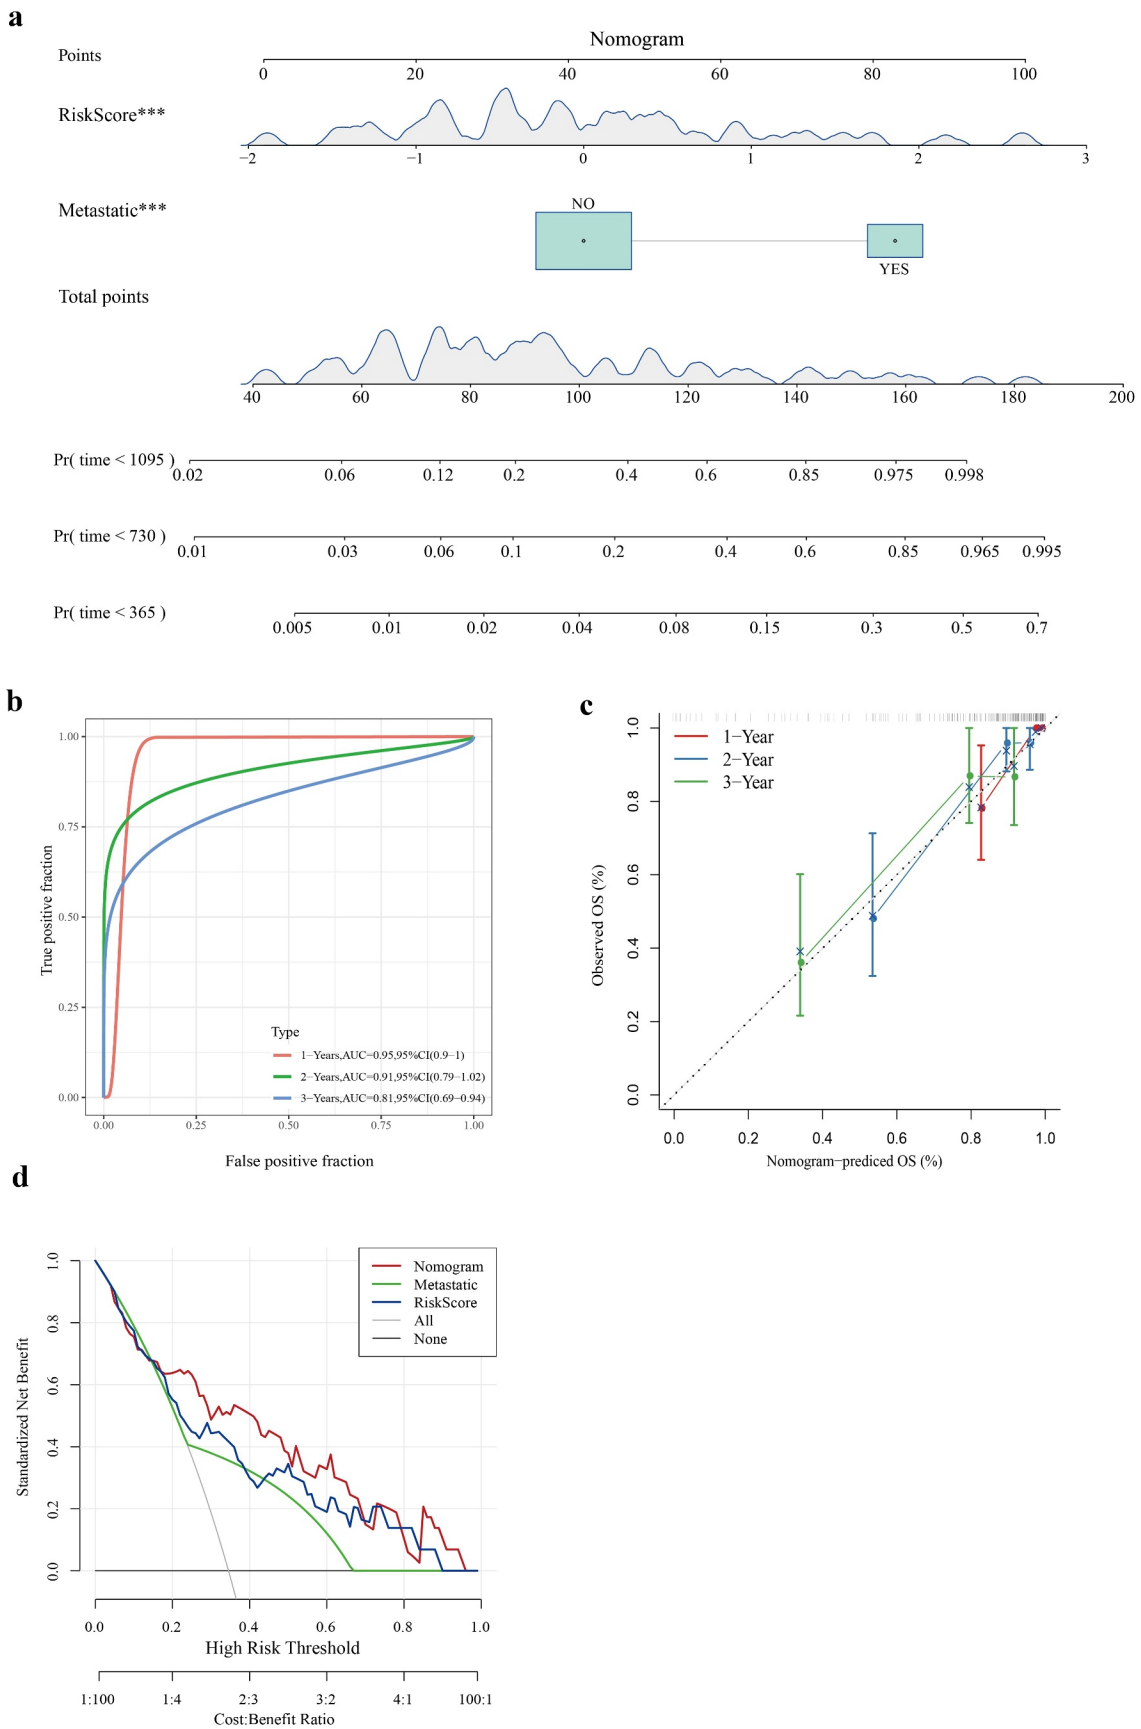 a
Nomogram
Points
0 20 40 60 80 100
RiskScore***
−2 −1 0 1 2 3
Metastatic***
NO
YES
Total points
40 60 80 100 120 140 160 180 200
Pr( time < 1095 )
0.02 0.06 0.12 0.2 0.4 0.6 0.85 0.975 0.998
Pr( time < 730 )
0.01 0.03 0.06 0.1 0.2 0.4 0.6 0.85 0.965 0.995
Pr( time < 365 )
0.005 0.01 0.02 0.04 0.08 0.15 0.3 0.5 0.7
b
True positive fraction
1.00
0.75
0.50
0.25
0.00
Type
1−Years,AUC=0.95,95%CI(0.9−1)
2−Years,AUC=0.91,95%CI(0.79−1.02)
3−Years,AUC=0.81,95%CI(0.69−0.94)
0.00 0.25 0.50 0.75 1.00
False positive fraction
c
Observed OS (%)
1.0
0.8
0.6
0.4
0.2
0.0
1−Year
2−Year
3−Year
0.0 0.2 0.4 0.6 0.8 1.0
Nomogram−prediced OS (%)
d
Standardized Net Benefit
1.0
0.8
0.6
0.4
0.2
0.0
Nomogram
Metastatic
RiskScore
All
None
0.0 0.2 0.4 0.6 0.8 1.0
High Risk Threshold
1:100 1:4 2:3 3:2 4:1 100:1
Cost:Benefit Ratio